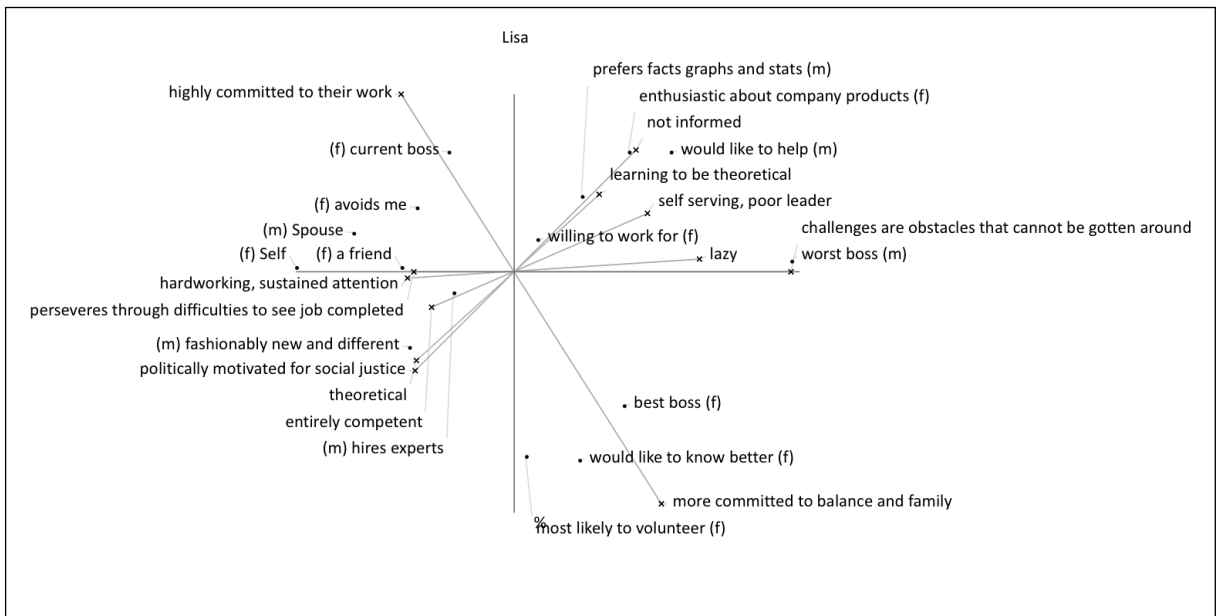 Lisa
prefers facts graphs and stats (m)
highly committed to their work
enthusiastic about company products (f)
not informed
(f) current boss
would like to help (m)
learning to be theoretical
self serving, poor leader
(f) avoids me
challenges are obstacles that cannot be gotten around
(m) Spouse
willing to work for (f)
(f) Self
(f) a friend
lazy
worst boss (m)
hardworking, sustained attention
perseveres through difficulties to see job completed
(m) fashionably new and different
politically motivated for social justice
theoretical
best boss (f)
entirely competent
(m) hires experts
would like to know better (f)
more committed to balance and family
%
most likely to volunteer (f)